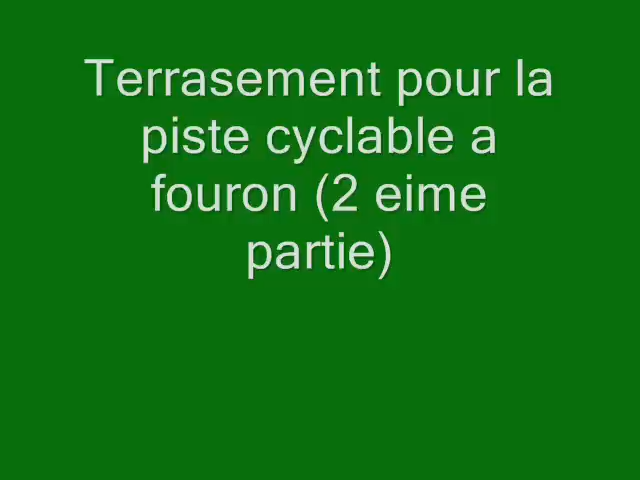 Terrasement pour la
piste cyclable a
fouron (2 eime
partie)